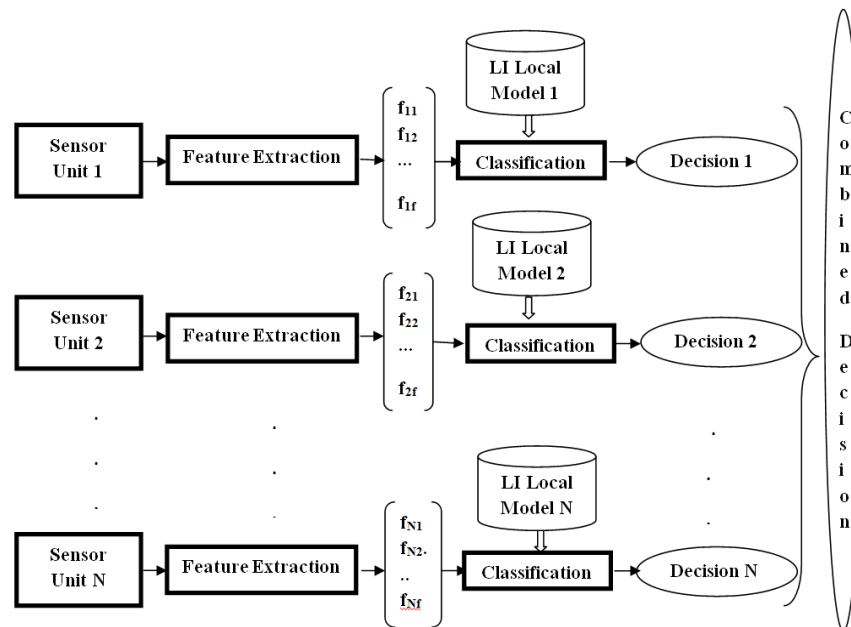 LI Local
Model 1
Sensor
Unit 1
Feature Extraction
f11
f12
...
f1f
Classification
Decision 1
LI Local
Model 2
Sensor
Unit 2
Feature Extraction
f21
f22
...
f2f
Classification
Decision 2
.
.
.
.
.
.
.
.
.
LI Local
Model N
Sensor
Unit N
Feature Extraction
fN1
fN2.
..
fNf
Classification
Decision N
Combined Decision